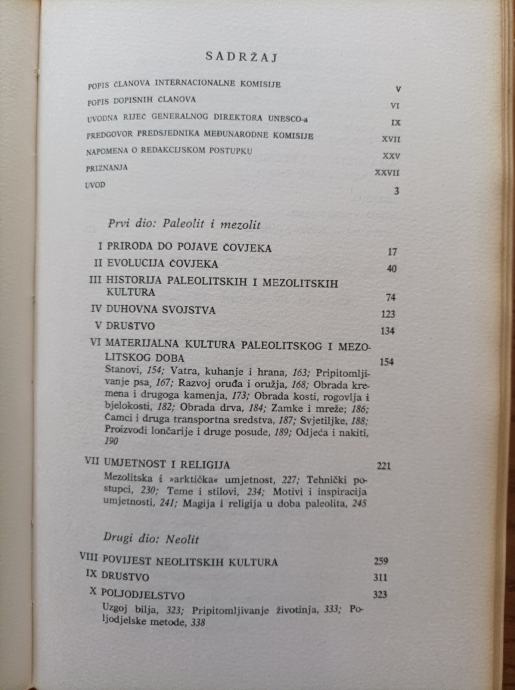 SADRŽAJ
POPIS ČLANOVA INTERNACIONALNE KOMISIJE V
POPIS DOPISNIH ČLANOVA VI
UVODNA RIJEČ GENERALNOG DIREKTORA UNESCO-a IX
PREDGOVOR PREDSJEDNIKA MEĐUNARODNE KOMISIJE XVII
NAPOMENA O REDAKCIJSKOM POSTUPKU XXV
PRIZNANJA XXVII
UVOD 3
Prvi dio: Paleolit i mezolit
I PRIRODA DO POJAVE ČOVJEKA 17
II EVOLUCIJA ČOVJEKA 40
III HISTORIJA PALEOLITSKIH I MEZOLITSKIH
KULTURA 74
IV DUHOVNA SVOJSTVA 123
V DRUŠTVO 134
VI MATERIJALNA KULTURA PALEOLITSKOG I MEZO-
LITSKOG DOBA 154
Stanovi, 154; Vatra, kuhanje i hrana, 163; Pripitomlji-
vanje psa, 167; Razvoj oruđa i oružja, 168; Obrada kre-
mena i drugoga kamenja, 173; Obrada kosti, rogovlja i
bjelokosti, 182; Obrada drva, 184; Zamke i mreže; 186;
Čamci i druga transportna sredstva, 187; Svjetiljke, 188;
Proizvodi lončarije i druge posude, 189; Odjeća i nakiti,
190
VII UMJETNOST I RELIGIJA 221
Mezolitska i »arktička« umjetnost, 227; Tehnički po-
stupci, 230; Teme i stilovi, 234; Motivi i inspiracija
umjetnosti, 241; Magija i religija u doba paleolita, 245
Drugi dio: Neolit
VIII POVIJEST NEOLITSKIH KULTURA 259
IX DRUŠTVO 311
X POLJODJELSTVO 323
Uzgoj bilja, 323; Pripitomljivanje životinja, 333; Po-
ljodjelske metode, 338